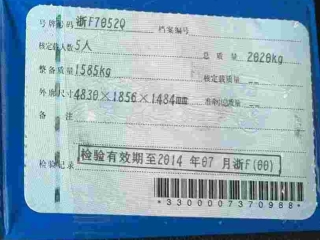 号牌号码 浙F7052Q 档案编号
核定载人数 5人 总 质 量 2020kg
整备质量 1585kg 核定载质量 --
外廓尺寸 4830×1856×1484mm 准牵引总质量 --
备 注
检验记录 检验有效期至2014 年07 月浙F(00)
*3300007370988*